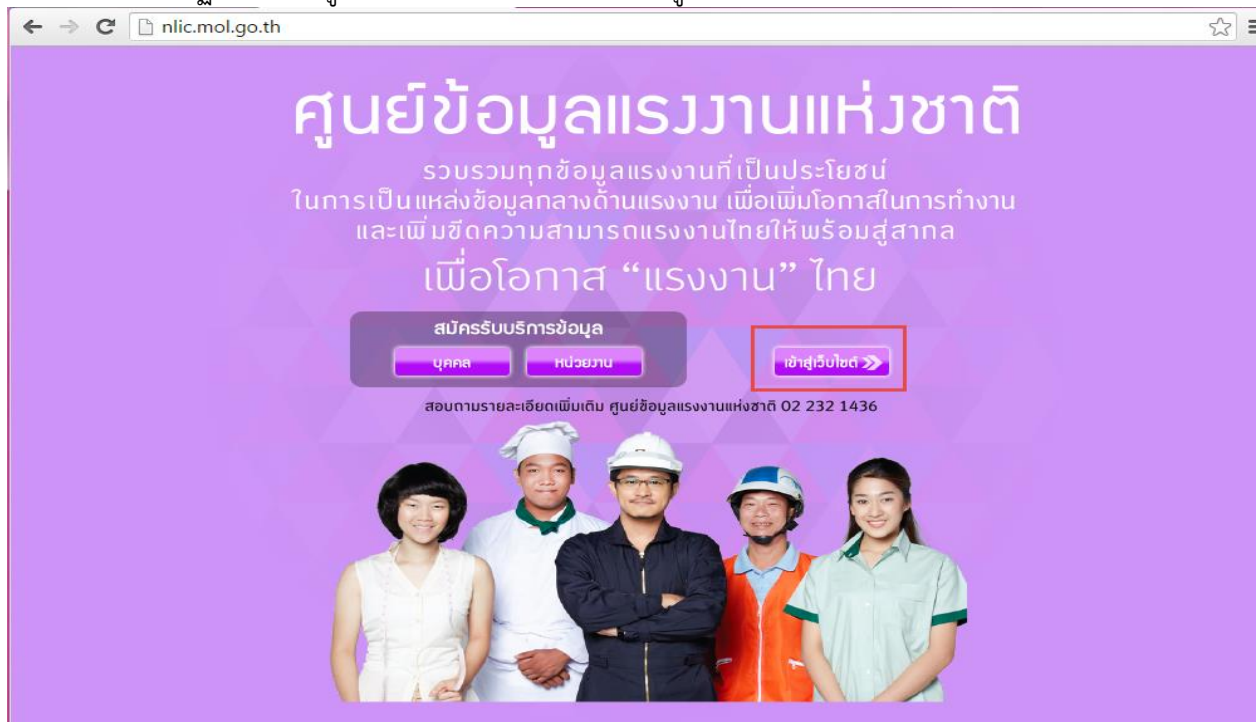 nlic.mol.go.th
ศูนย์ข้อมูลแรงงานแห่งชาติ
รวบรวมทุกข้อมูลแรงงานที่เป็นประโยชน์
ในการเป็นแหล่งข้อมูลกลางด้านแรงงาน เพื่อเพิ่มโอกาสในการทำงาน
และเพิ่มขีดความสามารถแรงงานไทยให้พร้อมสู่สากล
เพื่อโอกาส “แรงงาน” ไทย
สมัครรับบริการข้อมูล
บุคคล หน่วยงาน เข้าสู่เว็บไซต์
สอบถามรายละเอียดเพิ่มเติม ศูนย์ข้อมูลแรงงานแห่งชาติ 02 232 1436